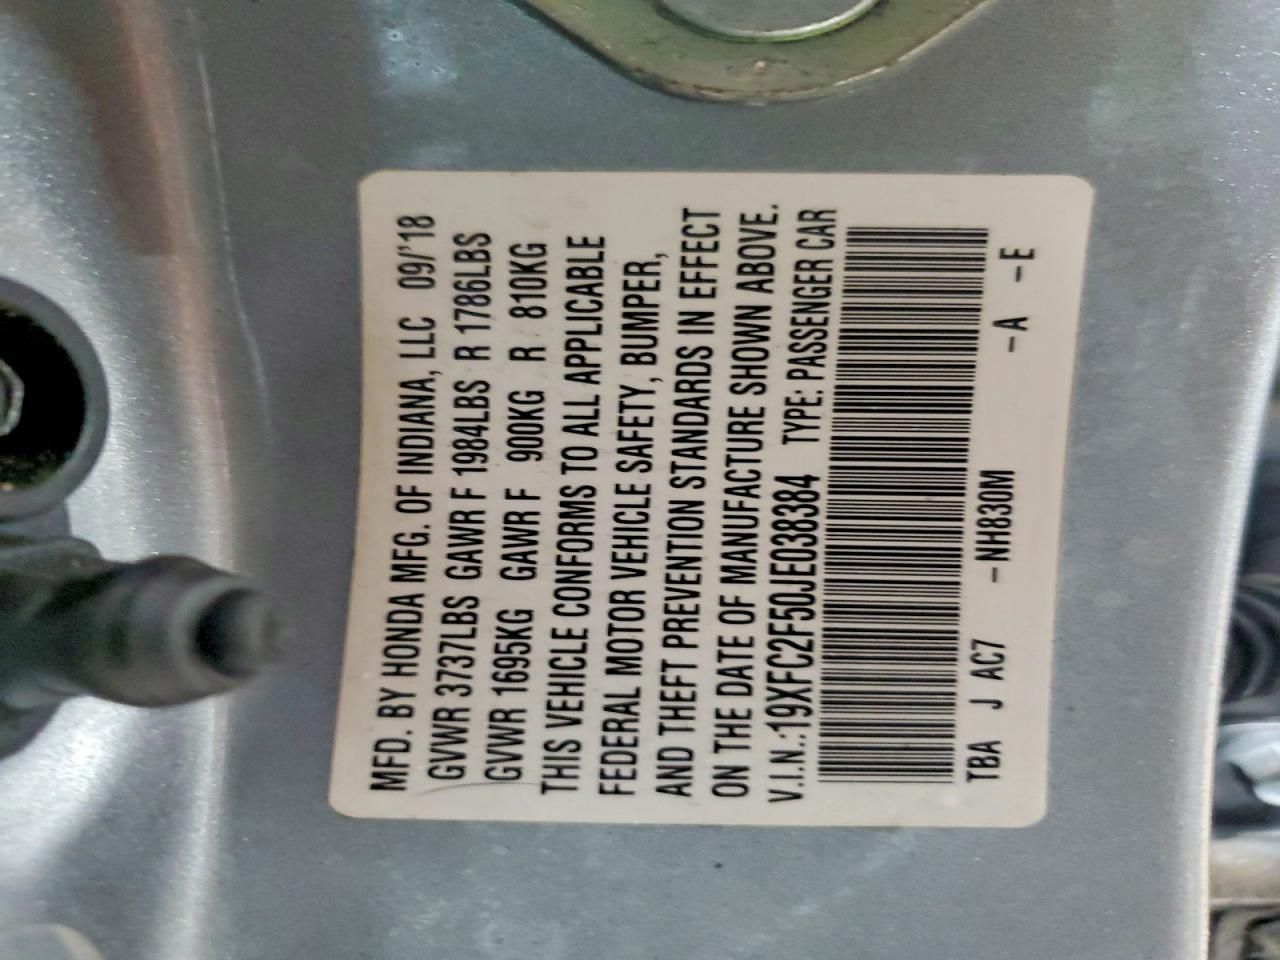 MFD. BY HONDA MFG. OF INDIANA, LLC 09/'18
GVWR 3737LBS GAWR F 1984LBS R 1786LBS
GVWR 1695KG GAWR F 900KG R 810KG
THIS VEHICLE CONFORMS TO ALL APPLICABLE
FEDERAL MOTOR VEHICLE SAFETY, BUMPER,
AND THEFT PREVENTION STANDARDS IN EFFECT
ON THE DATE OF MANUFACTURE SHOWN ABOVE.
V.I.N.:19XFC2F50JE038384 TYPE: PASSENGER CAR
TBA J AC7 -NH830M -A -E